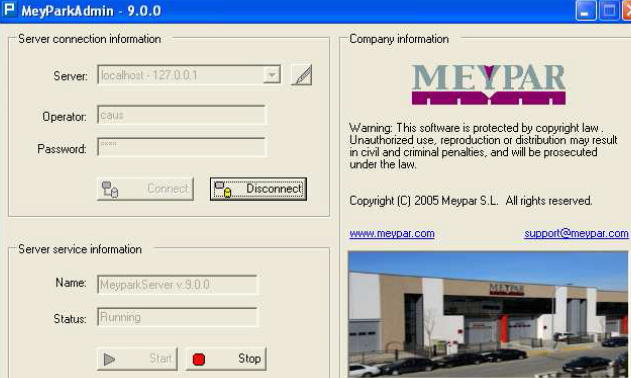 MeyParkAdmin - 9.0.0
Server connection information
Server: localhost - 127.0.0.1
Operator: caus
Password: ****
Connect Disconnect
Server service information
Name: MeyparkServer v.9.0.0
Status: Running
Start Stop
Company information
MEYPAR
Warning: This software is protected by copyright law .
Unauthorized use, reproduction or distribution may result
in civil and criminal penalties, and will be prosecuted
under the law.
Copyright (C) 2005 Meypar S.L. All rights reserved.
www.meypar.com support@meypar.com
MEYPAR